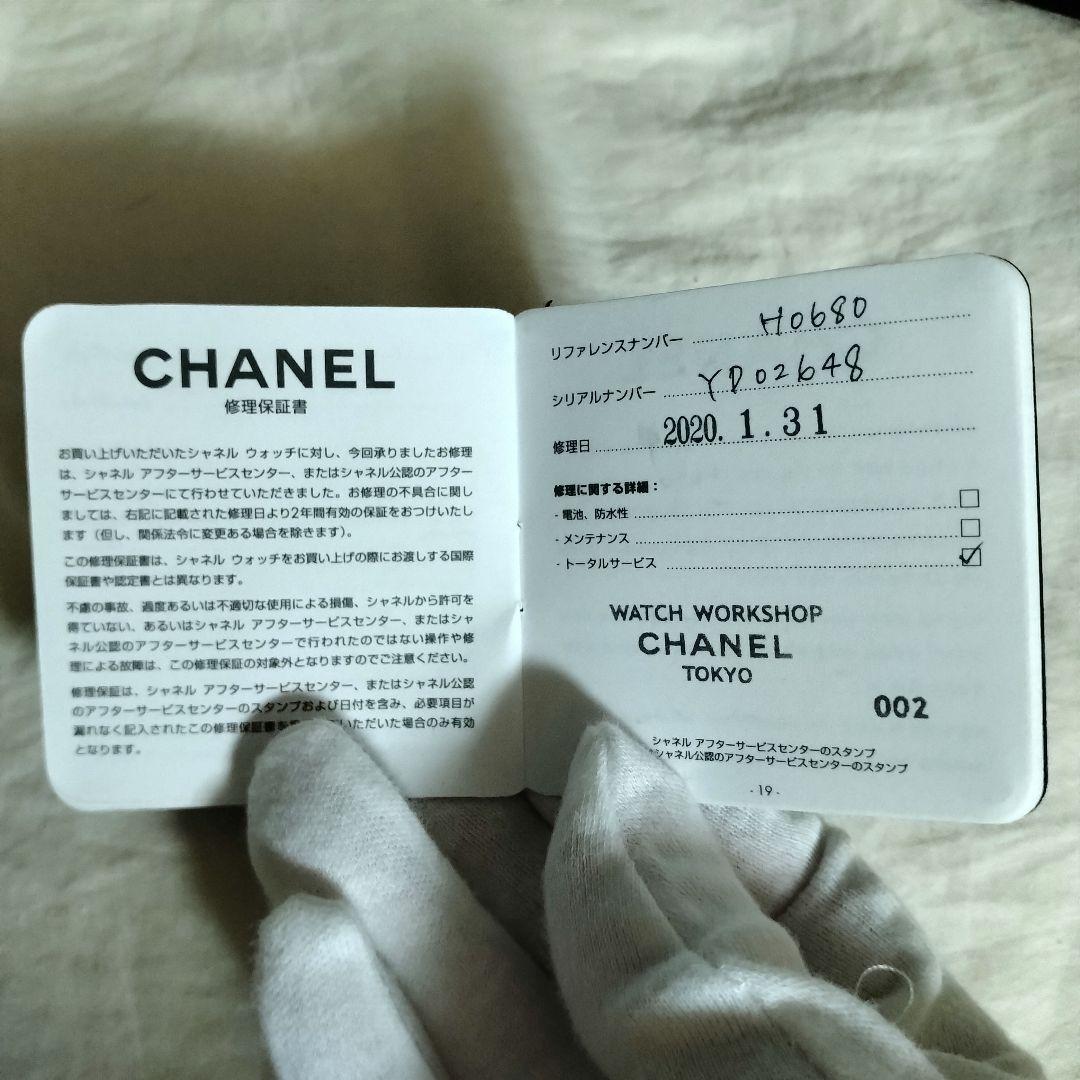 CHANEL
修理保証書
お買い上げいただいたシャネル ウォッチに対し、今回承りましたお修理
は、シャネル アフターサービスセンター、またはシャネル公認のアフター
サービスセンターにて行わせていただきました。お修理の不具合に関し
ましては、右記に記載された修理日より2年間有効の保証をおつけいたし
ます（但し、関係法令に変更ある場合を除きます）。
この修理保証書は、シャネル ウォッチをお買い上げの際にお渡しする国際
保証書や認定書とは異なります。
不慮の事故、過度あるいは不適切な使用による損傷、シャネルから許可を
得ていない、あるいはシャネル アフターサービスセンター、またはシャ
ネル公認のアフターサービスセンターで行われたのではない操作や修
理による故障は、この修理保証の対象外となりますのでご注意ください。
修理保証は、シャネル アフターサービスセンター、またはシャネル公認
のアフターサービスセンターのスタンプおよび日付を含み、必要項目が
漏れなく記入されたこの修理保証書を いただいた場合のみ有効
となります。
リファレンスナンバー H0680
シリアルナンバー YD02648
修理日 2020. 1. 31
修理に関する詳細：
- 電池、防水性
- メンテナンス
- トータルサービス
WATCH WORKSHOP
CHANEL
TOKYO
002
シャネル アフターサービスセンターのスタンプ
シャネル公認のアフターサービスセンターのスタンプ
- 19 -